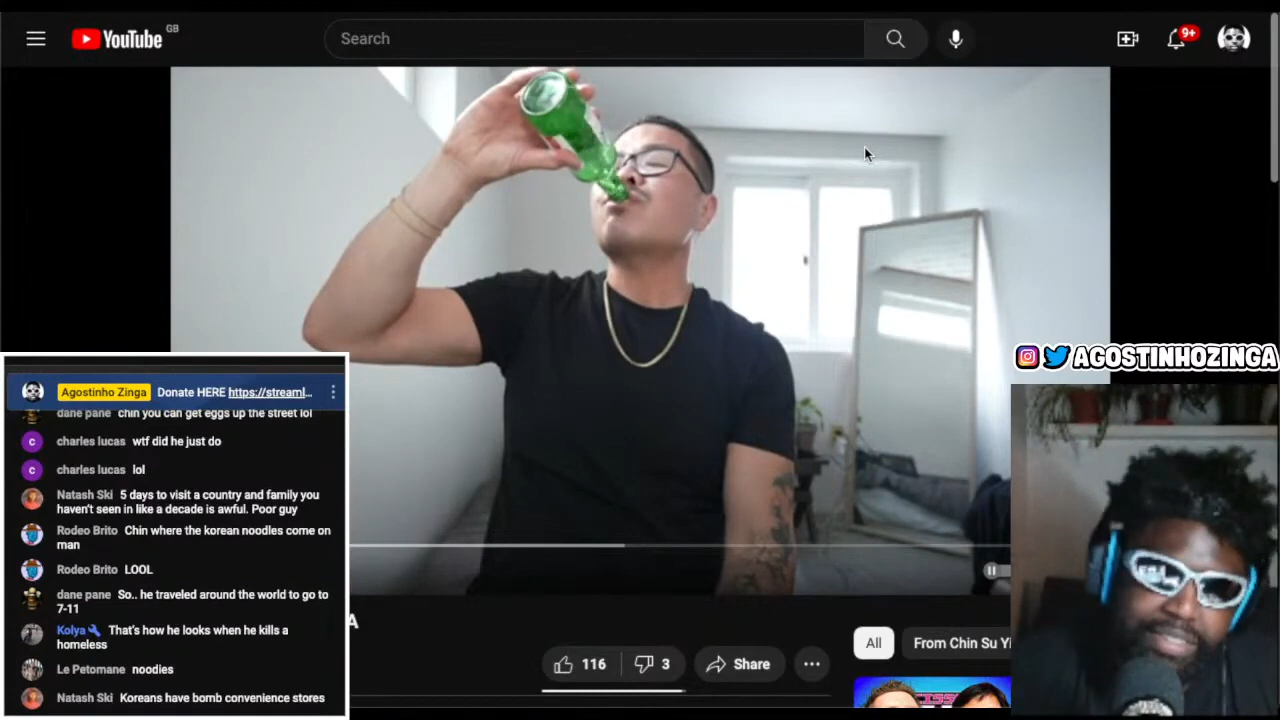 YouTube GB
Search
9+
AGOSTINHOZINGA
Agostinho Zinga Donate HERE https://streaml...
dane pane chin you can get eggs up the street lol
c charles lucas wtf did he just do
c charles lucas lol
Natash Ski 5 days to visit a country and family you
haven't seen in like a decade is awful. Poor guy
Rodeo Brito Chin where the korean noodles come on
man
Rodeo Brito LOOL
dane pane So.. he traveled around the world to go to
7-11
Kolya That's how he looks when he kills a
homeless
Le Petomane noodies
Natash Ski Koreans have bomb convenience stores
A
116 3 Share
All From Chin Su Yi